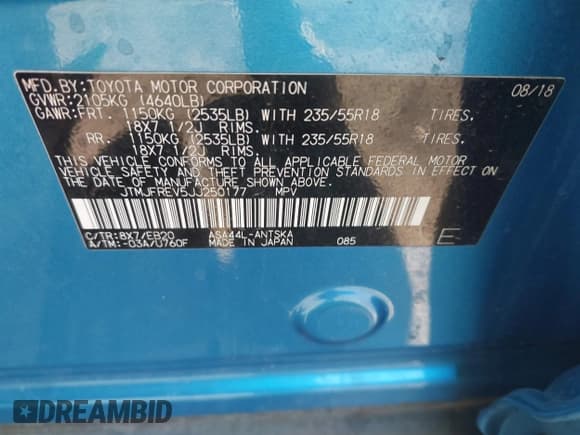 MFD.BY:TOYOTA MOTOR CORPORATION 08/18
GVWR:2105KG (4640LB)
GAWR:FRT. 1150KG (2535LB) WITH 235/55R18 TIRES.
18X7 1/2J RIMS.
RR. 1150KG (2535LB) WITH 235/55R18 TIRES.
18X7 1/2J RIMS.
THIS VEHICLE CONFORMS TO ALL APPLICABLE FEDERAL MOTOR
VEHICLE SAFETY AND THEFT PREVENTION STANDARDS IN EFFECT ON
THE DATE OF MANUFACTURE SHOWN ABOVE.
JTMJFREV5JJ250177 MPV
C/TR:8X7/EB20 ASA44L-ANTSKA
A/TM:-03A/U760F MADE IN JAPAN 085 E
DREAMBID